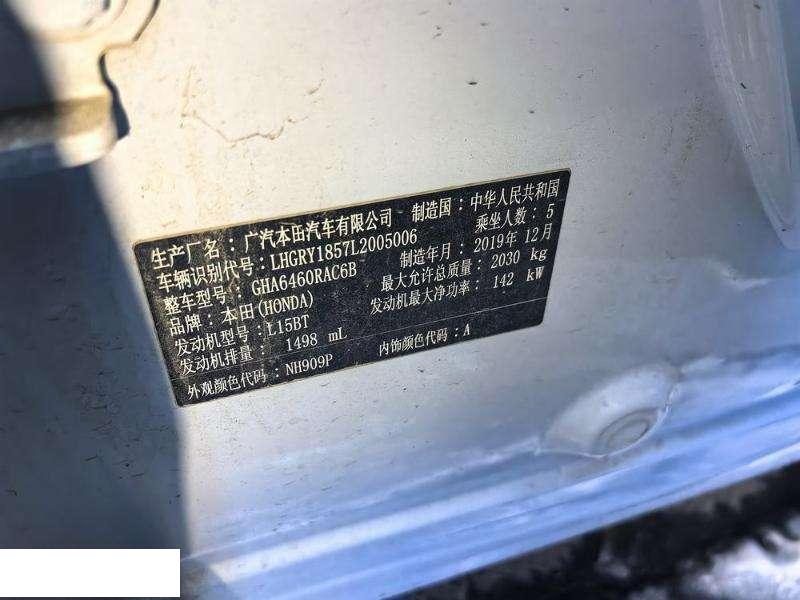 生产厂名：广汽本田汽车有限公司 制造国：中华人民共和国
车辆识别代号：LHGRY1857L2005006 乘坐人数：5
整车型号：GHA6460RAC6B 制造年月：2019年12月
品牌：本田(HONDA) 最大允许总质量：2030 kg
发动机型号：L15BT 发动机最大净功率：142 kW
发动机排量：1498 mL
外观颜色代码：NH909P 内饰颜色代码：A